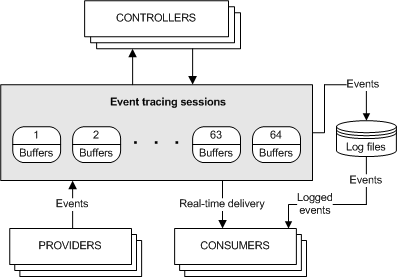 CONTROLLERS
Events
Event tracing sessions
1
2
63
64
Buffers
Buffers
. . .
Buffers
Buffers
Log files
Events
Real-time delivery
Logged
events
Events
PROVIDERS
CONSUMERS